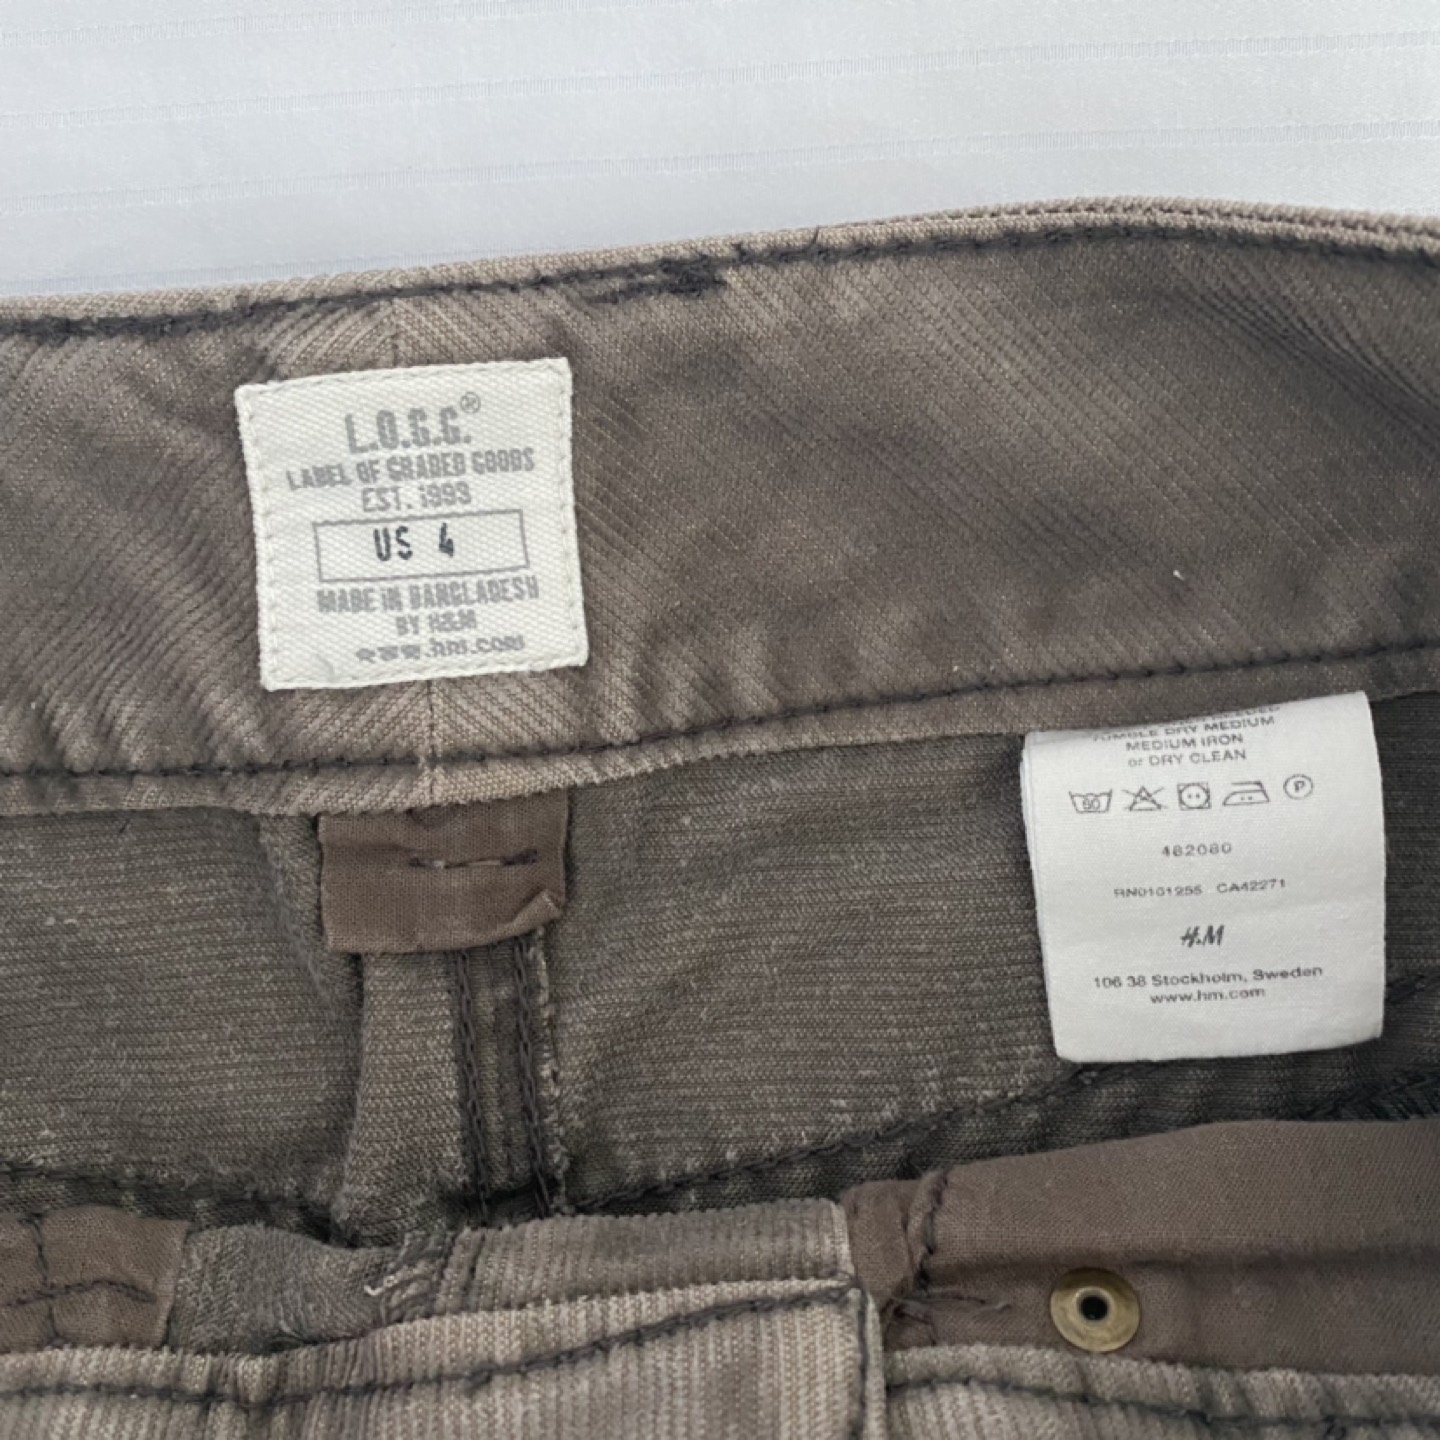 L.O.G.G.®
LABEL OF GRADED GOODS
EST. 1993
US 4
MADE IN BANGLADESH
BY H&M
www.hm.com
TUMBLE DRY MEDIUM
MEDIUM IRON
or DRY CLEAN
60 P
462080
RN0101255 CA42271
H&M
106 38 Stockholm, Sweden
www.hm.com